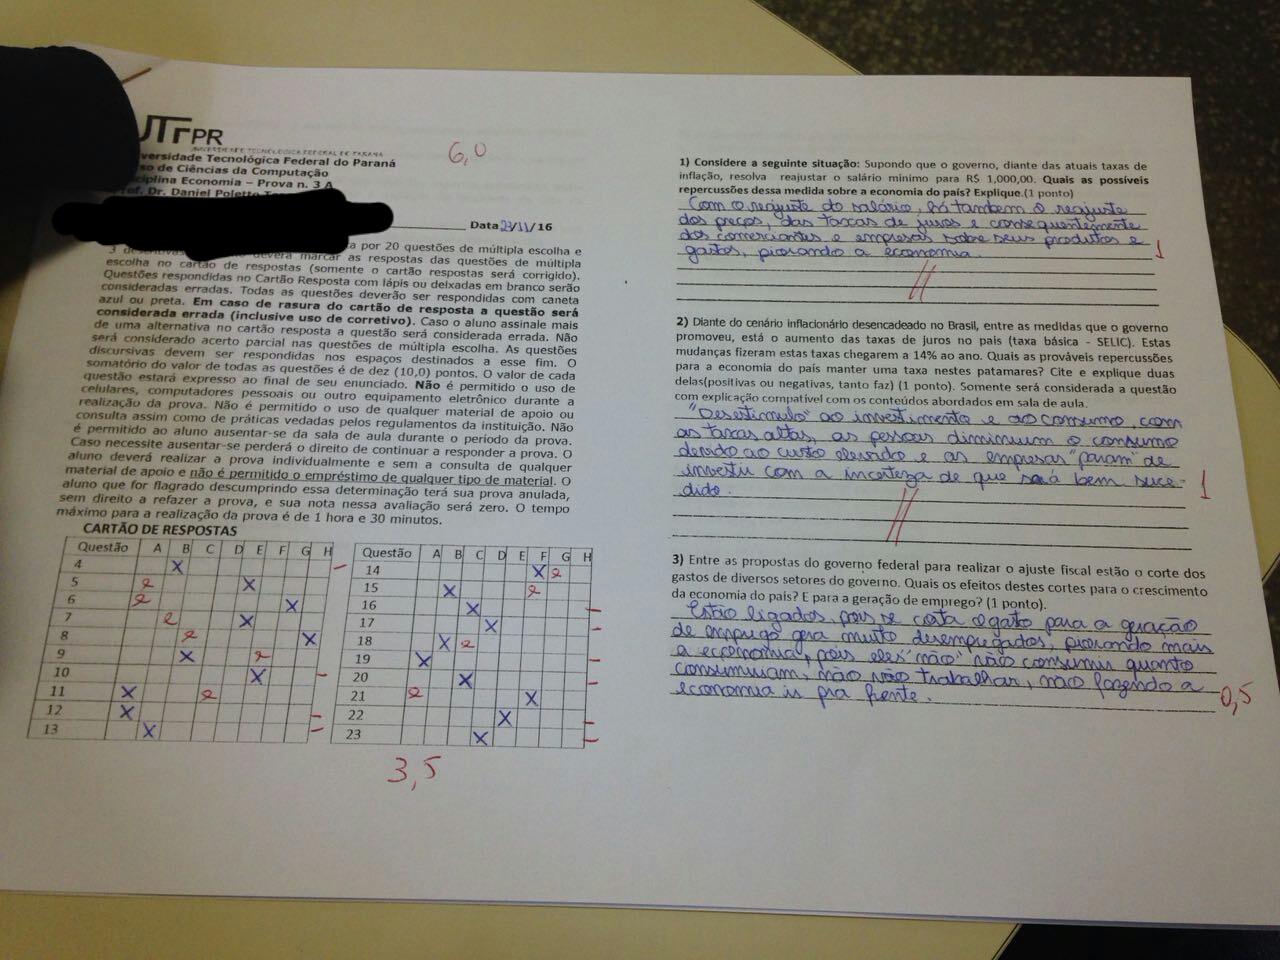 UTFPR
UNIVERSIDADE TECNOLÓGICA FEDERAL DO PARANÁ
versidade Tecnológica Federal do Paraná
so de Ciências da Computação
ciplina Economia – Prova n. 3 A
Prof. Dr. Daniel Poletto
6,0
Data 23/11/16
ta por 20 questões de múltipla escolha e
3 deverá marcar as respostas das questões de múltipla
escolha no cartão de respostas (somente o cartão respostas será corrigido).
Questões respondidas no Cartão Resposta com lápis ou deixadas em branco serão
consideradas erradas. Todas as questões deverão ser respondidas com caneta
azul ou preta. Em caso de rasura do cartão de resposta a questão será
considerada errada (inclusive uso de corretivo). Caso o aluno assinale mais
de uma alternativa no cartão resposta a questão será considerada errada. Não
será considerado acerto parcial nas questões de múltipla escolha. As questões
discursivas devem ser respondidas nos espaços destinados a esse fim. O
somatório do valor de todas as questões é de dez (10,0) pontos. O valor de cada
questão estará expresso ao final de seu enunciado. Não é permitido o uso de
celulares, computadores pessoais ou outro equipamento eletrônico durante a
realização da prova. Não é permitido o uso de qualquer material de apoio ou
consulta assim como de práticas vedadas pelos regulamentos da instituição. Não
é permitido ao aluno ausentar-se da sala de aula durante o período da prova.
Caso necessite ausentar-se perderá o direito de continuar a responder a prova. O
aluno deverá realizar a prova individualmente e sem a consulta de qualquer
material de apoio e não é permitido o empréstimo de qualquer tipo de material. O
aluno que for flagrado descumprindo essa determinação terá sua prova anulada,
sem direito a refazer a prova, e sua nota nessa avaliação será zero. O tempo
máximo para a realização da prova é de 1 hora e 30 minutos.
CARTÃO DE RESPOSTAS
Questão A B C D E F G H
4 X
5 X
6 X
7 X
8 X
9 X
10 X
11 X
12 X
13 X
Questão A B C D E F G H
14 X
15 X
16 X
17 X
18 X
19 X
20 X
21 X
22 X
23 X
3,5
1) Considere a seguinte situação: Supondo que o governo, diante das atuais taxas de
inflação, resolva reajustar o salário mínimo para R$ 1,000,00. Quais as possíveis
repercussões dessa medida sobre a economia do país? Explique.(1 ponto)
Com o reajuste do salário, há também o reajuste
dos preços, das taxas de juros e consequentemente
dos comerciantes e empresas sobre seus produtos e
gastos, piorando a economia. 1
2) Diante do cenário inflacionário desencadeado no Brasil, entre as medidas que o governo
promoveu, está o aumento das taxas de juros no país (taxa básica - SELIC). Estas
mudanças fizeram estas taxas chegarem a 14% ao ano. Quais as prováveis repercussões
para a economia do país manter uma taxa nestes patamares? Cite e explique duas
delas(positivas ou negativas, tanto faz) (1 ponto). Somente será considerada a questão
com explicação compatível com os conteúdos abordados em sala de aula.
"Desestímulo" ao investimento e ao consumo, com
as taxas altas, as pessoas diminuem o consumo
devido ao custo elevado e as empresas "param" de
investir com a incerteza de que será bem suce-
dido. 1
3) Entre as propostas do governo federal para realizar o ajuste fiscal estão o corte dos
gastos de diversos setores do governo. Quais os efeitos destes cortes para o crescimento
da economia do país? E para a geração de emprego? (1 ponto).
Estão ligados, pois se corta o gasto para a geração
de emprego gera muito desempregados, piorando mais
a economia, pois eles "não" vão consumir quanto
consumiam, não vão trabalhar, não fazendo a
economia ir pra frente. 0,5